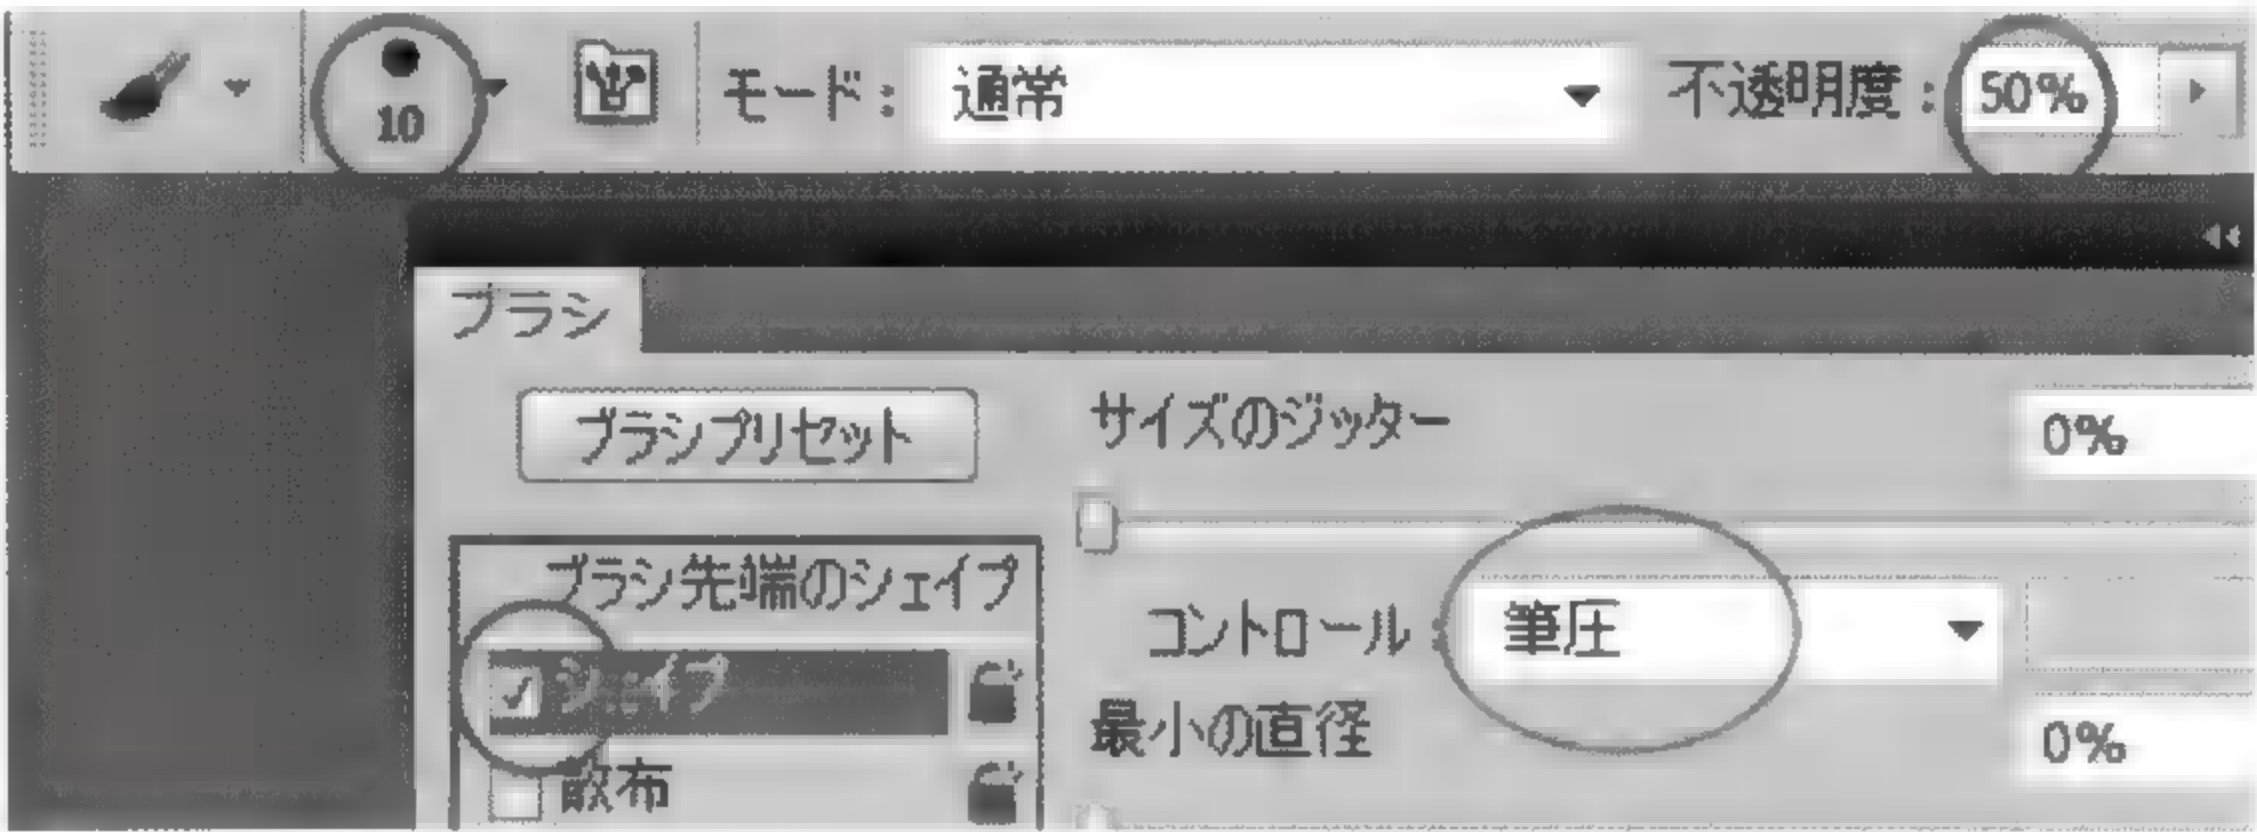 10 モード: 通常 不透明度: 50%
ブラシ
ブラシプリセット サイズのジッター 0%
ブラシ先端のシェイプ
コントロール: 筆圧
シェイプ
最小の直径 0%
散布